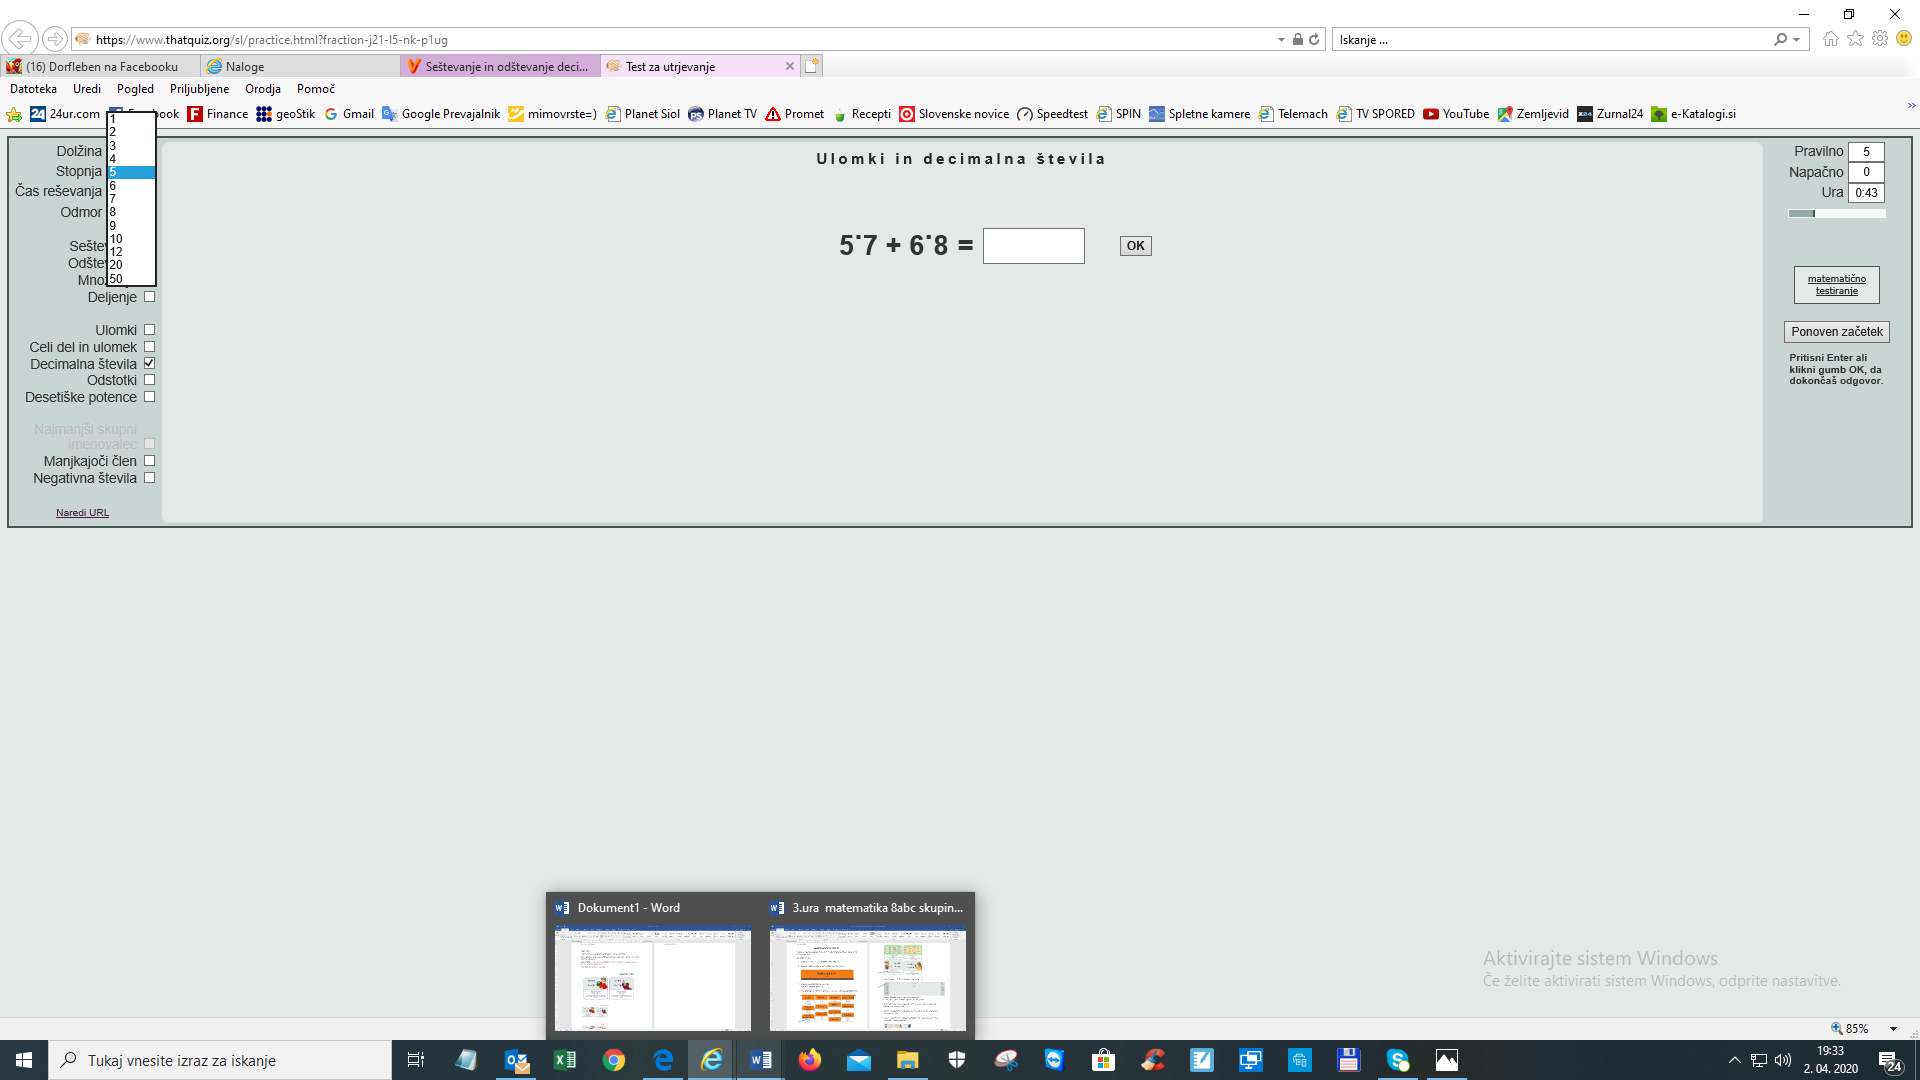 https://www.thatquiz.org/sl/practice.html?fraction-j21-l5-nk-p1ug
Iskanje ...
(16) Dorfleben na Facebooku
Naloge
Seštevanje in odštevanje deci...
Test za utrjevanje
Datoteka Uredi Pogled Priljubljene Orodja Pomoč
24ur.com
book
Finance
geoStik
Gmail
Google Prevajalnik
mimovrste=)
Planet Siol
Planet TV
Promet
Recepti
Slovenske novice
Speedtest
SPIN
Spletne kamere
Telemach
TV SPORED
YouTube
Zemljevid
Zurnal24
e-Katalogi.si
Dolžina
Stopnja
Čas reševanja
Odmor
1
2
3
4
5
6
7
8
9
10
12
20
50
Sešte
Odšte
Mno
Deljenje
Ulomki
Celi del in ulomek
Decimalna števila
Odstotki
Desetiške potence
Najmanjši skupni
imenovalec
Manjkajoči člen
Negativna števila
Naredi URL
Ulomki in decimalna števila
5˙7 + 6˙8 =
OK
Pravilno 5
Napačno 0
Ura 0:43
matematično
testiranje
Ponoven začetek
Pritisni Enter ali
klikni gumb OK, da
dokončaš odgovor.
Dokument1 - Word
3.ura matematika 8abc skupin...
Aktivirajte sistem Windows
Če želite aktivirati sistem Windows, odprite nastavitve.
85%
Tukaj vnesite izraz za iskanje
19:33
2. 04. 2020
24